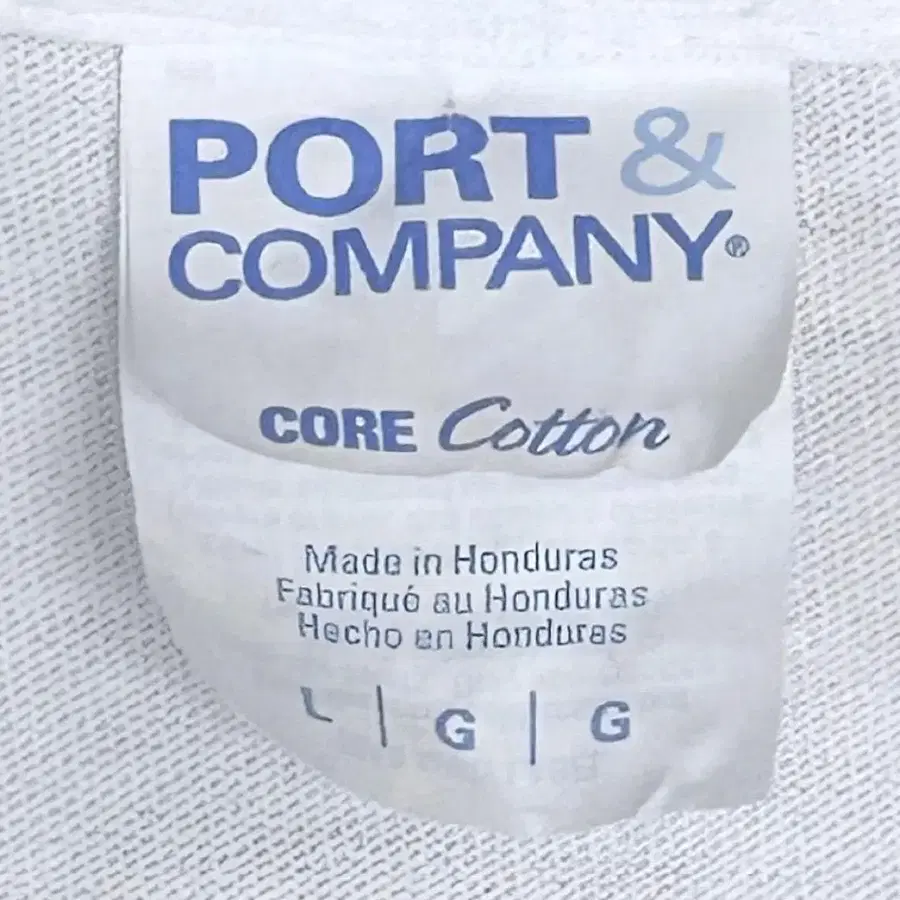 PORT &
COMPANY®
CORE Cotton
Made in Honduras
Fabriqué au Honduras
Hecho en Honduras
L | G | G